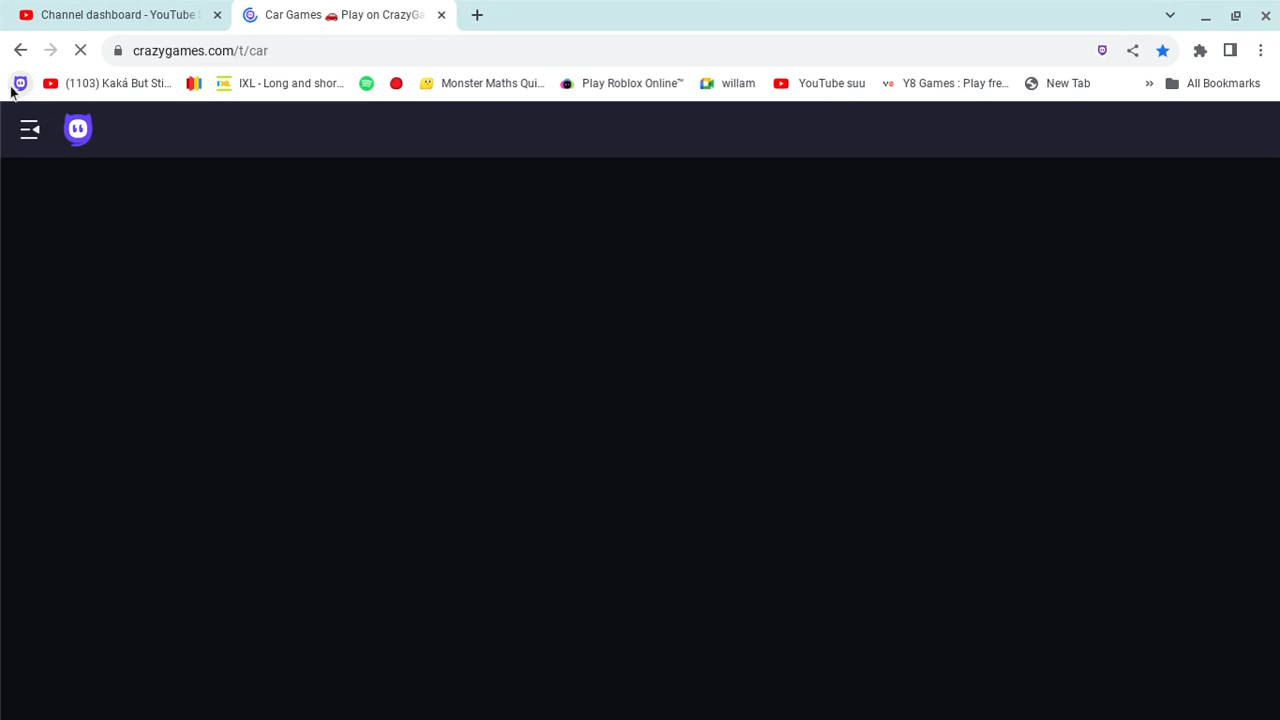 Channel dashboard - YouTube S
Car Games 🚗 Play on CrazyGa
crazygames.com/t/car
(1103) Kaká But Sti...
IXL - Long and shor...
Monster Maths Qui...
Play Roblox Online™
willam
YouTube suu
Y8 Games : Play fre...
New Tab
»
All Bookmarks